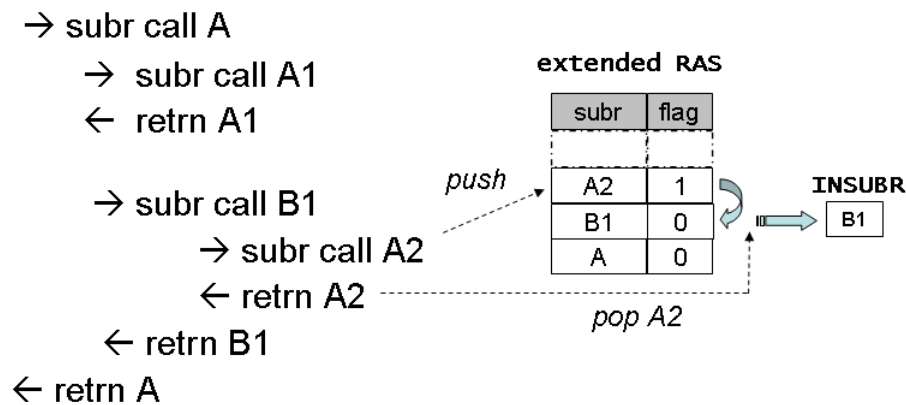 → subr call A
→ subr call A1
← retrn A1
→ subr call B1
→ subr call A2
← retrn A2
← retrn B1
← retrn A
push
pop A2
extended RAS
subr flag
A2 1
B1 0
A 0
INSUBR
B1